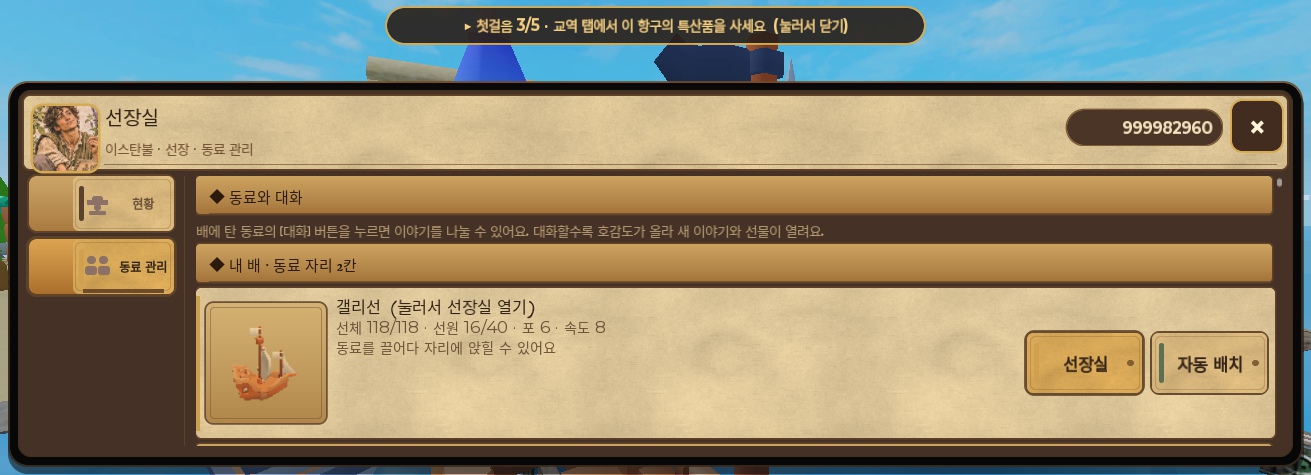 ▸ 첫걸음 3/5 · 교역 탭에서 이 항구의 특산품을 사세요 (눌러서 닫기)
선장실
이스탄불 · 선장 · 동료 관리
999982960
×
현황
동료 관리
◆ 동료와 대화
배에 탄 동료의 [대화] 버튼을 누르면 이야기를 나눌 수 있어요. 대화할수록 호감도가 올라 새 이야기와 선물이 열려요.
◆ 내 배 · 동료 자리 2칸
갤리선 (눌러서 선장실 열기)
선체 118/118 · 선원 16/40 · 포 6 · 속도 8
동료를 끌어다 자리에 앉힐 수 있어요
선장실
자동 배치